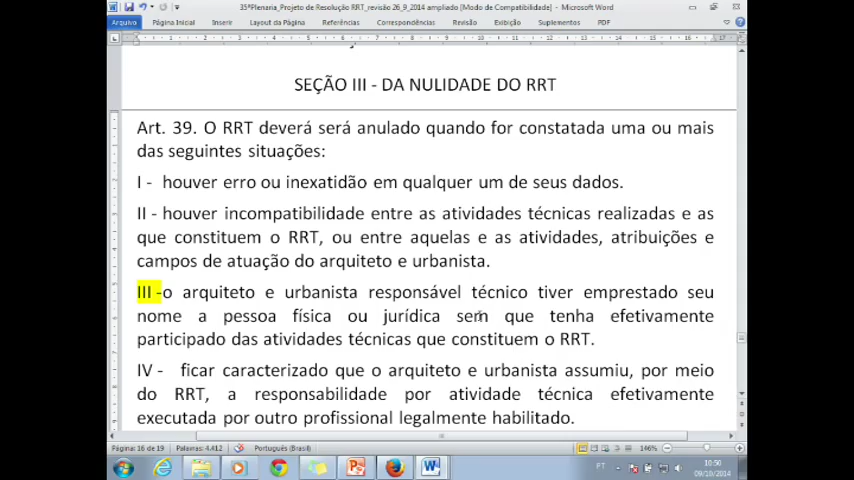 35ªPlenaria_Projeto de Resolução RRT_revisão 26_9_2014 ampliado [Modo de Compatibilidade] - Microsoft Word
Arquivo Página Inicial Inserir Layout da Página Referências Correspondências Revisão Exibição Suplementos PDF
SEÇÃO III - DA NULIDADE DO RRT
Art. 39. O RRT deverá será anulado quando for constatada uma ou mais
das seguintes situações:
I - houver erro ou inexatidão em qualquer um de seus dados.
II - houver incompatibilidade entre as atividades técnicas realizadas e as
que constituem o RRT, ou entre aquelas e as atividades, atribuições e
campos de atuação do arquiteto e urbanista.
III -o arquiteto e urbanista responsável técnico tiver emprestado seu
nome a pessoa física ou jurídica sem que tenha efetivamente
participado das atividades técnicas que constituem o RRT.
IV - ficar caracterizado que o arquiteto e urbanista assumiu, por meio
do RRT, a responsabilidade por atividade técnica efetivamente
executada por outro profissional legalmente habilitado.
Página: 16 de 19 Palavras: 4.412 Português (Brasil) 146%
PT 10:50
09/10/2014